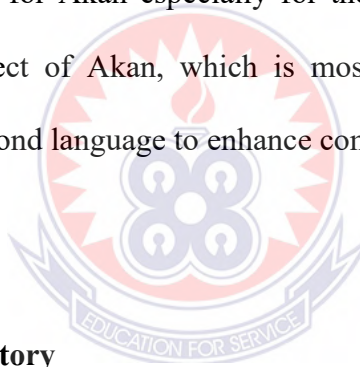 for Akan especially for the
ect of Akan, which is mos
ond language to enhance con
EDUCATION FOR SERVICE
tory